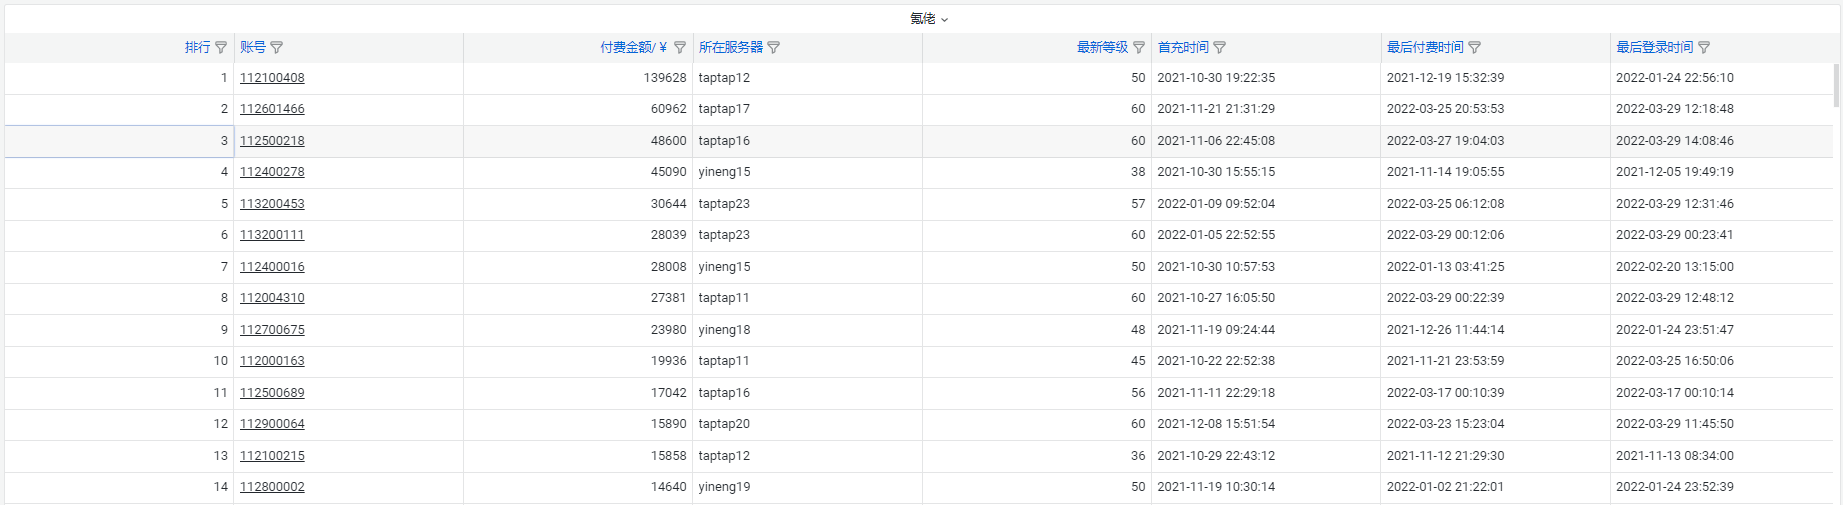 氪佬
排行 账号 付费金额/￥ 所在服务器 最新等级 首充时间 最后付费时间 最后登录时间
1 112100408 139628 taptap12 50 2021-10-30 19:22:35 2021-12-19 15:32:39 2022-01-24 22:56:10
2 112601466 60962 taptap17 60 2021-11-21 21:31:29 2022-03-25 20:53:53 2022-03-29 12:18:48
3 112500218 48600 taptap16 60 2021-11-06 22:45:08 2022-03-27 19:04:03 2022-03-29 14:08:46
4 112400278 45090 yineng15 38 2021-10-30 15:55:15 2021-11-14 19:05:55 2021-12-05 19:49:19
5 113200453 30644 taptap23 57 2022-01-09 09:52:04 2022-03-25 06:12:08 2022-03-29 12:31:46
6 113200111 28039 taptap23 60 2022-01-05 22:52:55 2022-03-29 00:12:06 2022-03-29 00:23:41
7 112400016 28008 yineng15 50 2021-10-30 10:57:53 2022-01-13 03:41:25 2022-02-20 13:15:00
8 112004310 27381 taptap11 60 2021-10-27 16:05:50 2022-03-29 00:22:39 2022-03-29 12:48:12
9 112700675 23980 yineng18 48 2021-11-19 09:24:44 2021-12-26 11:44:14 2022-01-24 23:51:47
10 112000163 19936 taptap11 45 2021-10-22 22:52:38 2021-11-21 23:53:59 2022-03-25 16:50:06
11 112500689 17042 taptap16 56 2021-11-11 22:29:18 2022-03-17 00:10:39 2022-03-17 00:10:14
12 112900064 15890 taptap20 60 2021-12-08 15:51:54 2022-03-23 15:23:04 2022-03-29 11:45:50
13 112100215 15858 taptap12 36 2021-10-29 22:43:12 2021-11-12 21:29:30 2021-11-13 08:34:00
14 112800002 14640 yineng19 50 2021-11-19 10:30:14 2022-01-02 21:22:01 2022-01-24 23:52:39